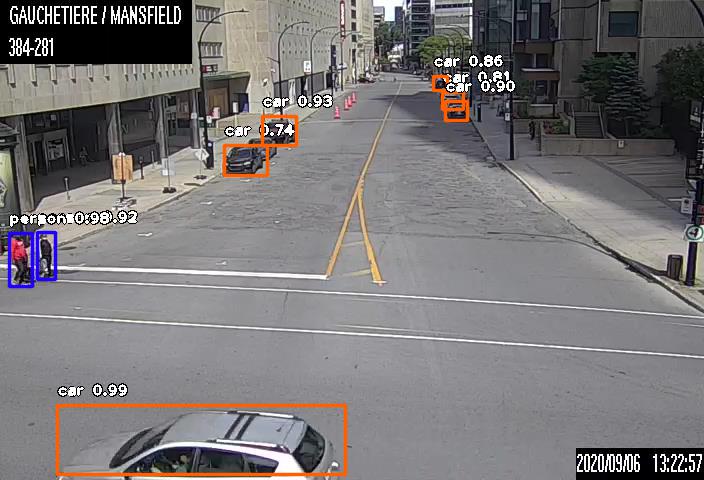 GAUCHETIERE / MANSFIELD
384-281
car 0.86
car 0.81
car 0.90
car 0.93
car 0.74
person 0.98
0.92
car 0.99
2020/09/06 13:22:57